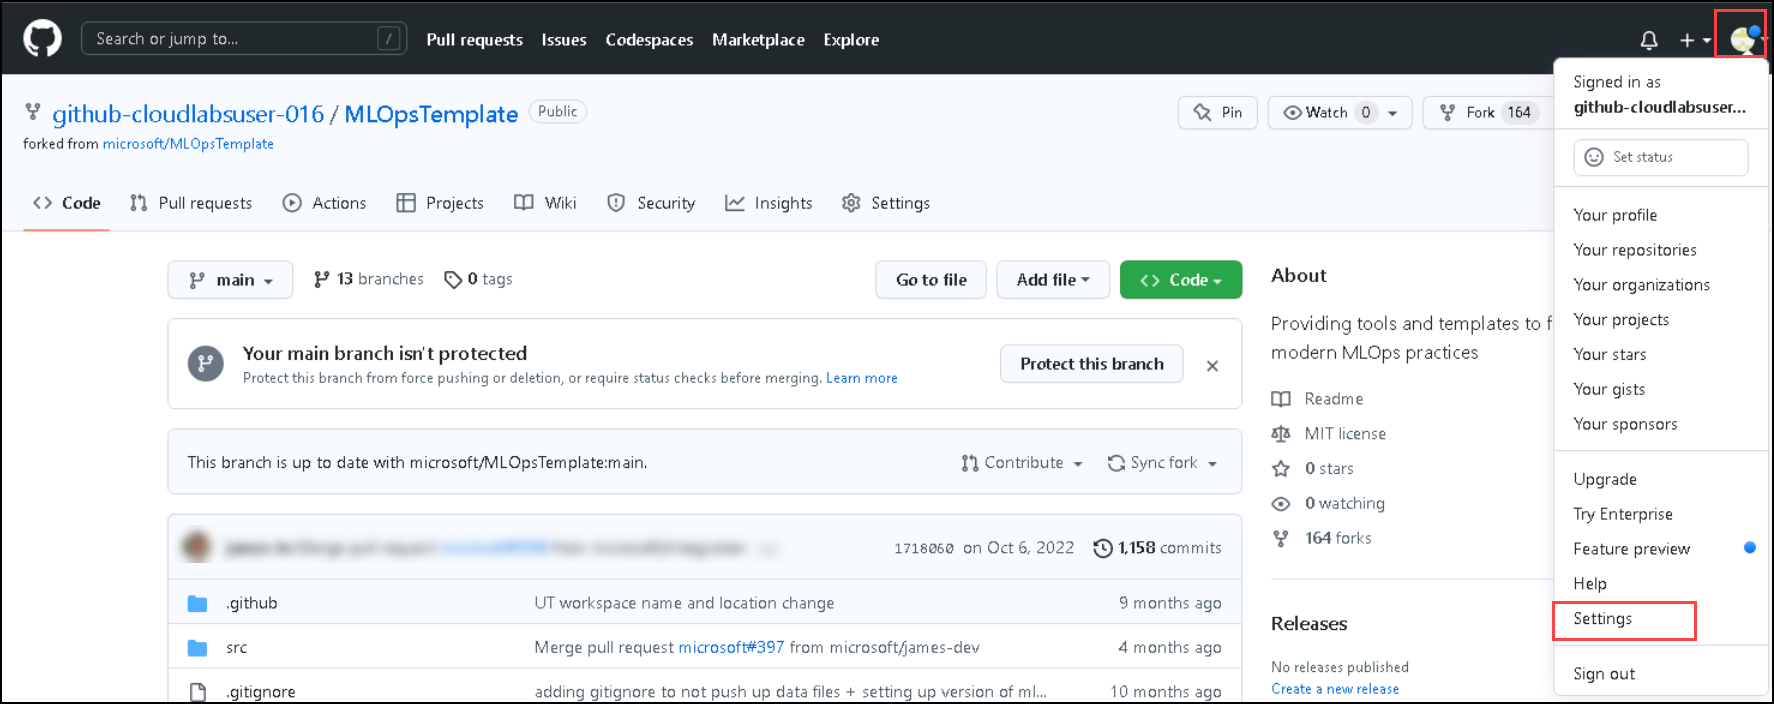 Search or jump to... /
Pull requests Issues Codespaces Marketplace Explore
Signed in as
github-cloudlabsuser...
Set status
Your profile
Your repositories
Your organizations
Your projects
Your stars
Your gists
Your sponsors
Upgrade
Try Enterprise
Feature preview
Help
Settings
Sign out
github-cloudlabsuser-016 / MLOpsTemplate Public
forked from microsoft/MLOpsTemplate
Pin Watch 0 Fork 164
Code Pull requests Actions Projects Wiki Security Insights Settings
main 13 branches 0 tags Go to file Add file Code
Your main branch isn't protected
Protect this branch from force pushing or deletion, or require status checks before merging. Learn more
Protect this branch
This branch is up to date with microsoft/MLOpsTemplate:main. Contribute Sync fork
1718060 on Oct 6, 2022 1,158 commits
.github UT workspace name and location change 9 months ago
src Merge pull request microsoft#397 from microsoft/james-dev 4 months ago
.gitignore adding gitignore to not push up data files + setting up version of ml... 10 months ago
About
Providing tools and templates to f
modern MLOps practices
Readme
MIT license
0 stars
0 watching
164 forks
Releases
No releases published
Create a new release